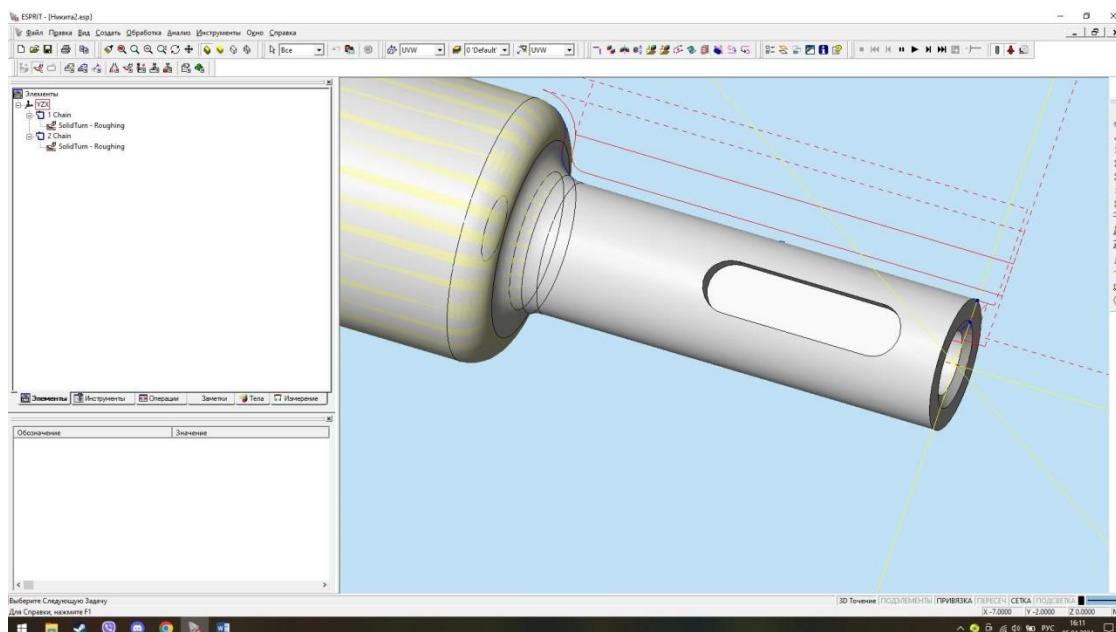 ESPRIT - [Никита2.esp]
Файл Правка Вид Создать Обработка Анализ Инструменты Окно Справка
Все UVW 0 'Default' UVW
Элементы
YZX
1 Chain
SolidTurn - Roughing
2 Chain
SolidTurn - Roughing
Элементы Инструменты Операции Заметки Тела Измерение
Обозначение Значение
Выберите Следующую Задачу
3D Точение ПОДЭЛЕМЕНТЫ ПРИВЯЗКА ПЕРЕСЕЧ СЕТКА ПОДСВЕТКА
Для Справки, нажмите F1
X -7.0000 Y -2.0000 Z 0.0000
РУС 16:11